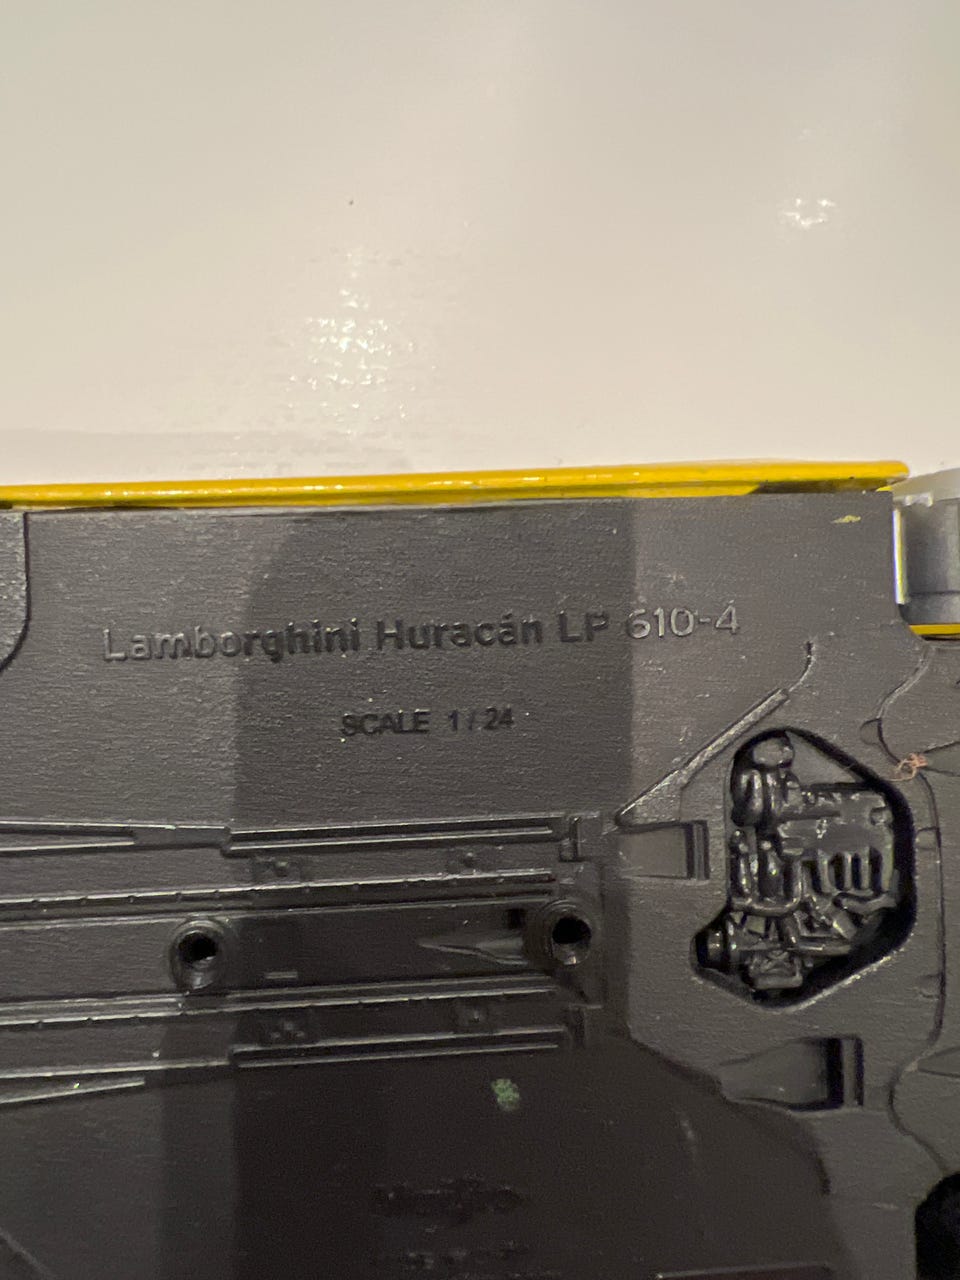 Lamborghini Huracán LP 610-4
SCALE 1/24